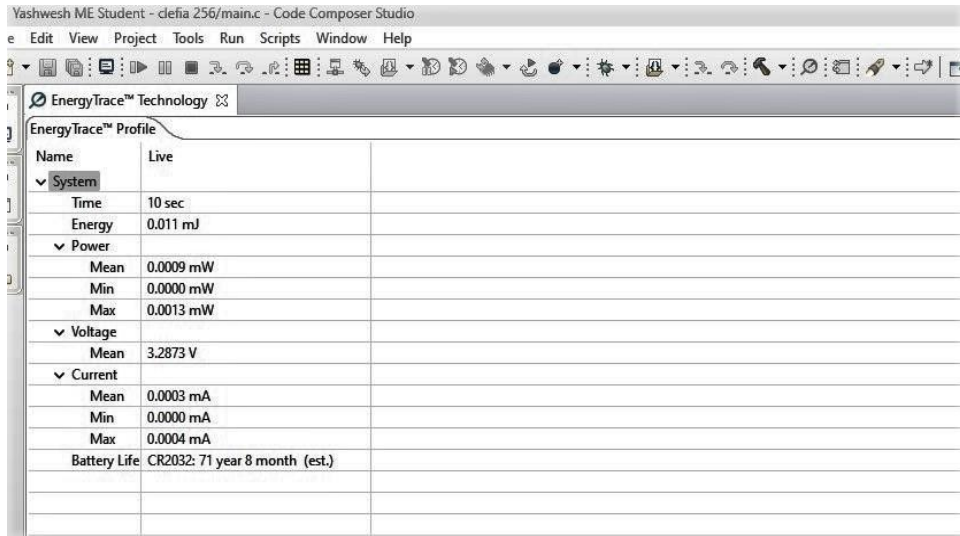 Yashwesh ME Student - clefia 256/main.c - Code Composer Studio
e Edit View Project Tools Run Scripts Window Help
EnergyTrace™ Technology
EnergyTrace™ Profile
Name Live
System
Time 10 sec
Energy 0.011 mJ
Power
Mean 0.0009 mW
Min 0.0000 mW
Max 0.0013 mW
Voltage
Mean 3.2873 V
Current
Mean 0.0003 mA
Min 0.0000 mA
Max 0.0004 mA
Battery Life CR2032: 71 year 8 month (est.)